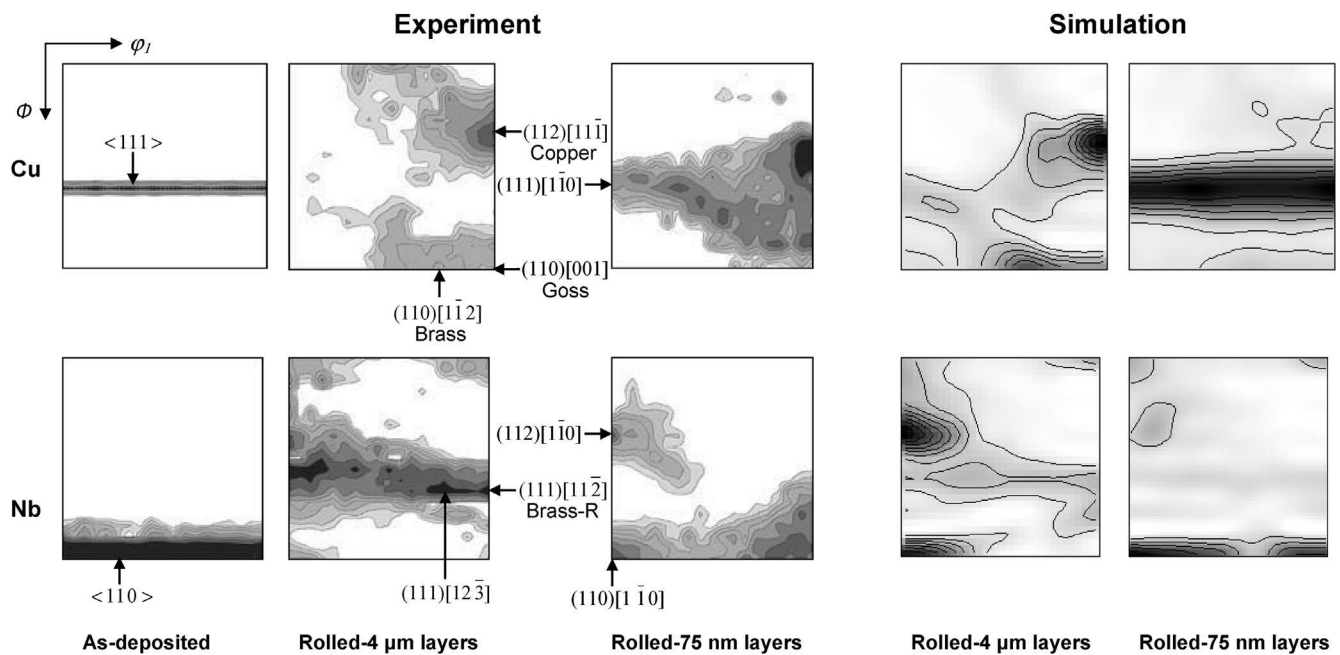 Experiment
Simulation
φ1
Φ
<111>
Cu
(112)[111̅]
Copper
(111)[11̅0]
(110)[001]
Goss
(110)[11̅2]
Brass
(112)[11̅0]
(111)[112̅]
Brass-R
Nb
<110>
(111)[123̅]
(110)[11̅0]
As-deposited
Rolled-4 μm layers
Rolled-75 nm layers
Rolled-4 μm layers
Rolled-75 nm layers